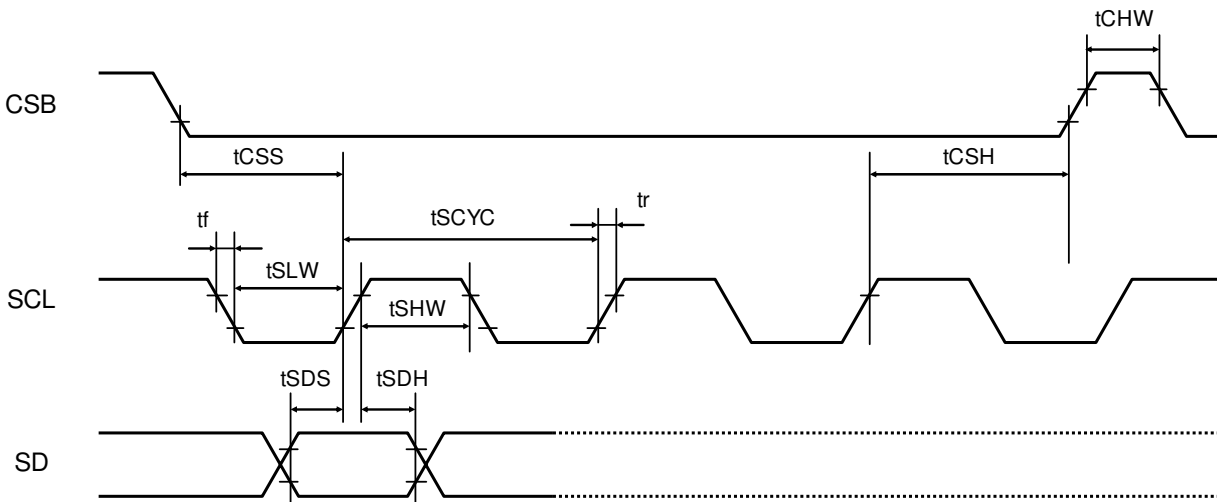 tCHW
CSB
tCSS
tCSH
tf
tSCYC
tr
tSLW
SCL
tSHW
tSDS
tSDH
SD